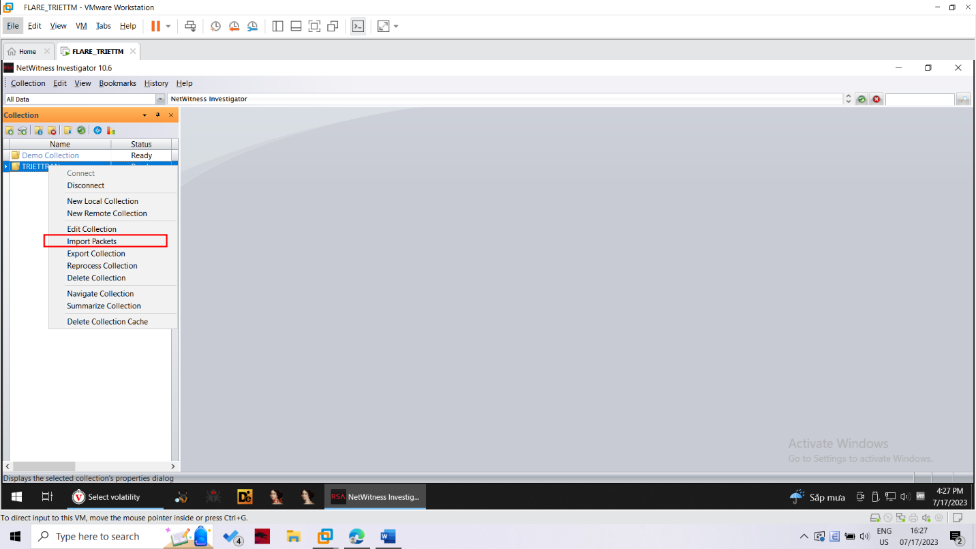 FLARE_TRIETTM - VMware Workstation
File Edit View VM Tabs Help
Home FLARE_TRIETTM
NetWitness Investigator 10.6
Collection Edit View Bookmarks History Help
All Data NetWitness Investigator
Collection
Name Status
Demo Collection Ready
Connect
Disconnect
New Local Collection
New Remote Collection
Edit Collection
Import Packets
Export Collection
Reprocess Collection
Delete Collection
Navigate Collection
Summarize Collection
Delete Collection Cache
Activate Windows
Go to Settings to activate Windows.
Displays the selected collection's properties dialog
Select volatility RSA NetWitness Investig... Sắp mưa 4:27 PM
7/17/2023
To direct input to this VM, move the mouse pointer inside or press Ctrl+G.
Type here to search 4 ENG 16:27
US 07/17/2023 2